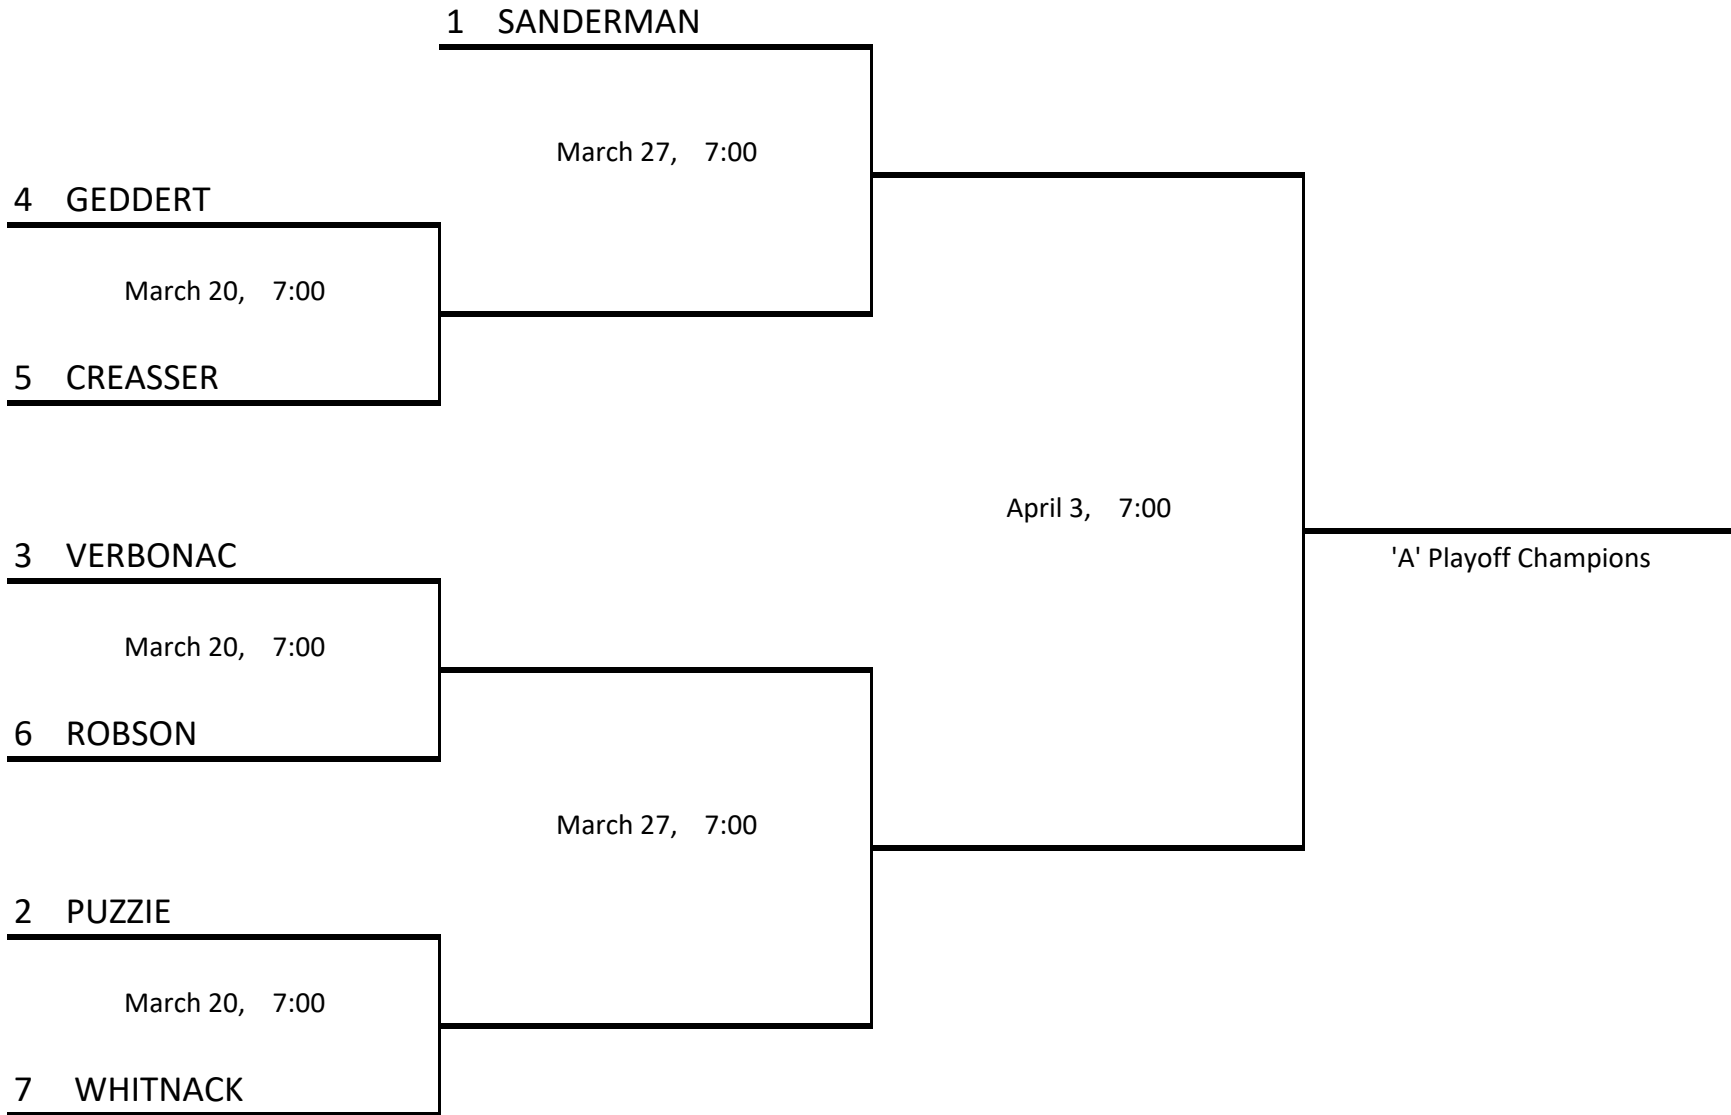 1 SANDERMAN
March 27, 7:00
4 GEDDERT
March 20, 7:00
5 CREASSER
April 3, 7:00
3 VERBONAC
'A' Playoff Champions
March 20, 7:00
6 ROBSON
March 27, 7:00
2 PUZZIE
March 20, 7:00
7 WHITNACK